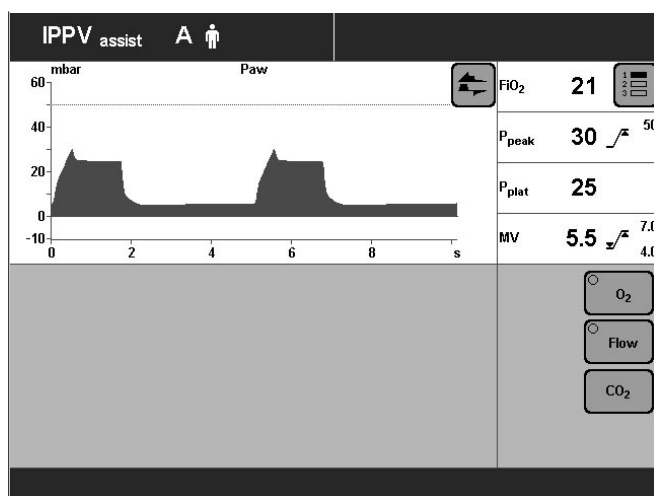 IPPV assist A
mbar Paw
60
40
20
0
-10
0 2 4 6 8 s
FiO₂ 21
1
2
3
Ppeak 30 50
Pplat 25
MV 5.5 7.0
4.0
O₂
Flow
CO₂